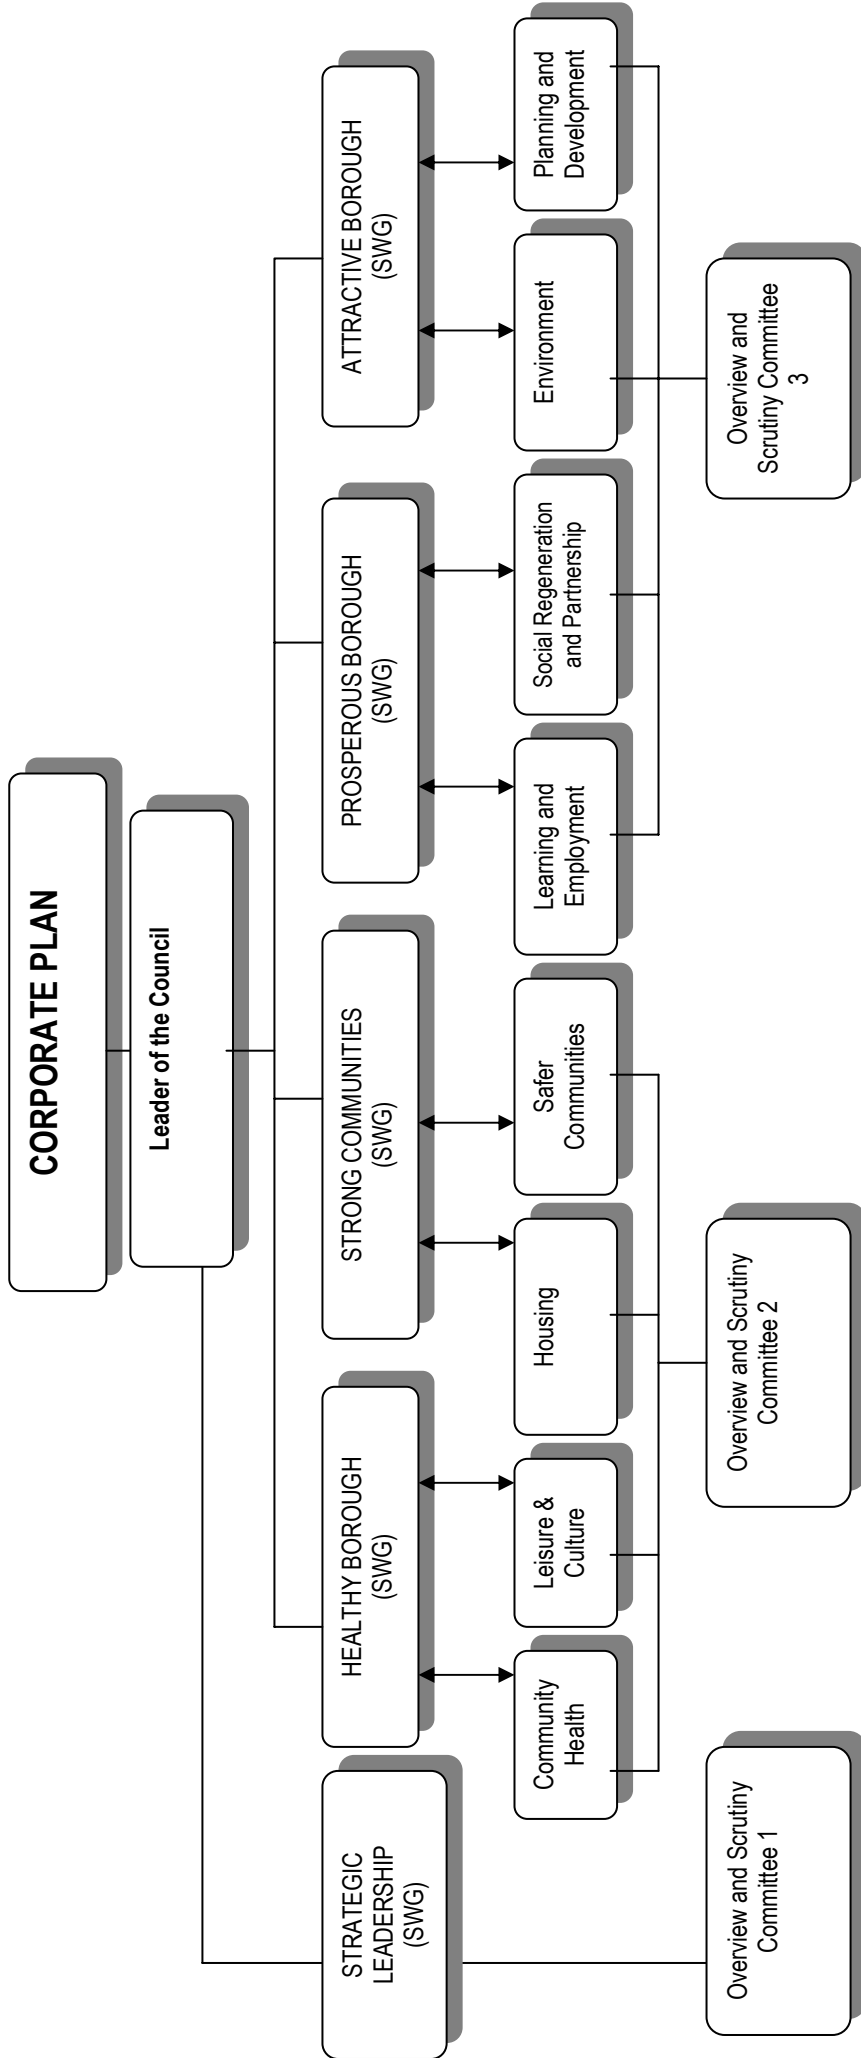 CORPORATE PLAN
Leader of the Council
STRATEGIC
LEADERSHIP
(SWG)
HEALTHY BOROUGH
(SWG)
STRONG COMMUNITIES
(SWG)
PROSPEROUS BOROUGH
(SWG)
ATTRACTIVE BOROUGH
(SWG)
Community
Health
Leisure &
Culture
Housing
Safer
Communities
Learning and
Employment
Social Regeneration
and Partnership
Environment
Planning and
Development
Overview and Scrutiny
Committee 1
Overview and Scrutiny
Committee 2
Overview and
Scrutiny Committee
3